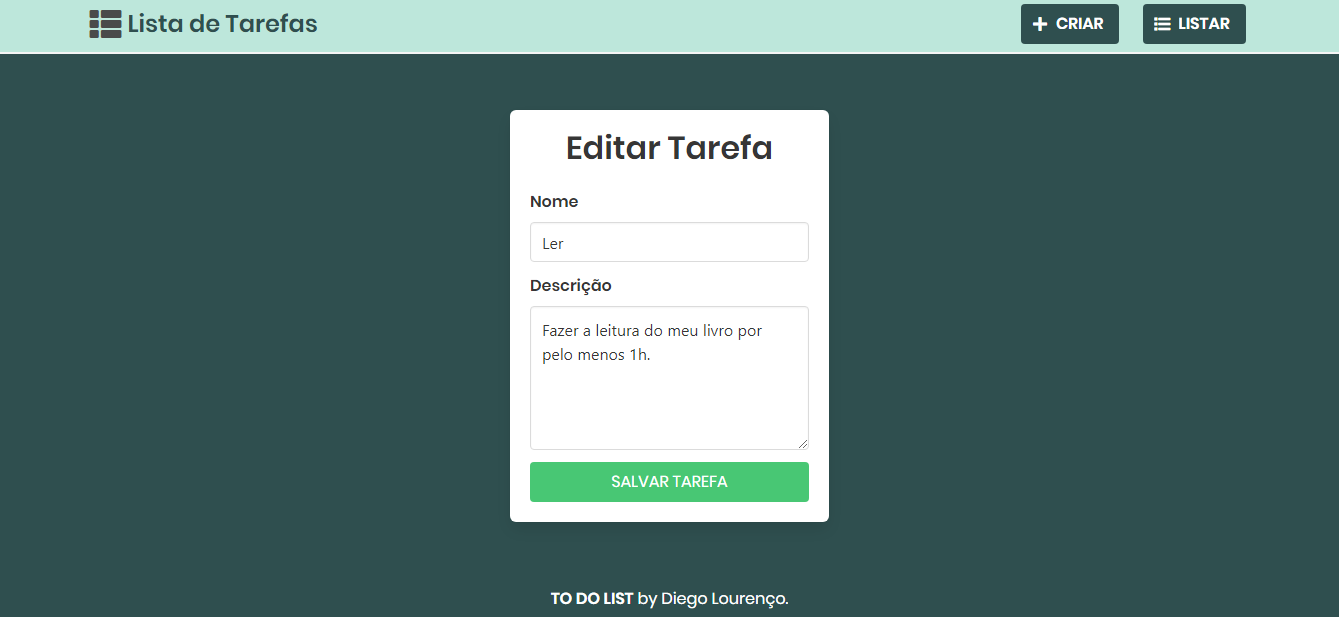 Lista de Tarefas
CRIAR
LISTAR
Editar Tarefa
Nome
Ler
Descrição
Fazer a leitura do meu livro por
pelo menos 1h.
SALVAR TAREFA
TO DO LIST by Diego Lourenço.